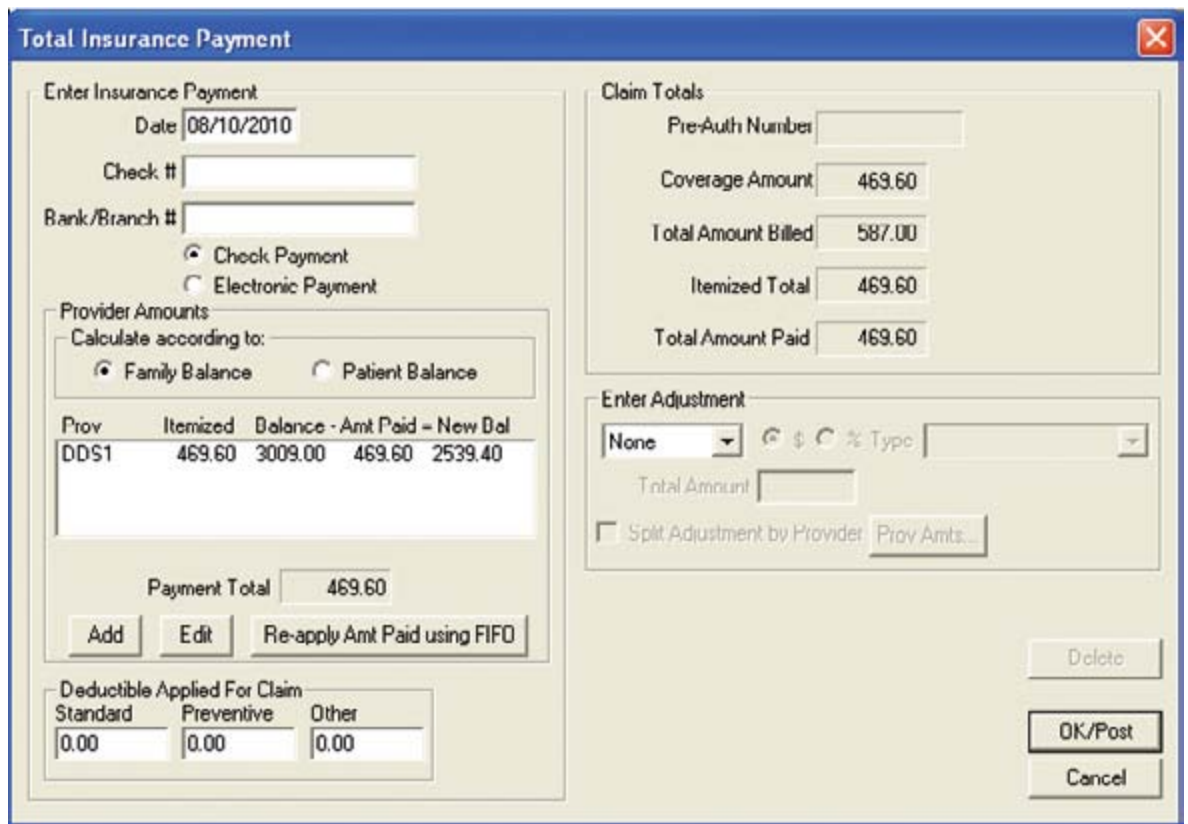 Total Insurance Payment
Enter Insurance Payment
Date 08/10/2010
Check #
Bank/Branch #
Check Payment
Electronic Payment
Provider Amounts
Calculate according to:
Family Balance Patient Balance
Prov Itemized Balance - Amt Paid = New Bal
DDS1 469.60 3009.00 469.60 2539.40
Payment Total 469.60
Add Edit Re-apply Amt Paid using FIFO
Deductible Applied For Claim
Standard Preventive Other
0.00 0.00 0.00
Claim Totals
Pre-Auth Number
Coverage Amount 469.60
Total Amount Billed 587.00
Itemized Total 469.60
Total Amount Paid 469.60
Enter Adjustment
None $ % Type
Total Amount
Split Adjustment by Provider Prov Amts...
Delete
OK/Post
Cancel